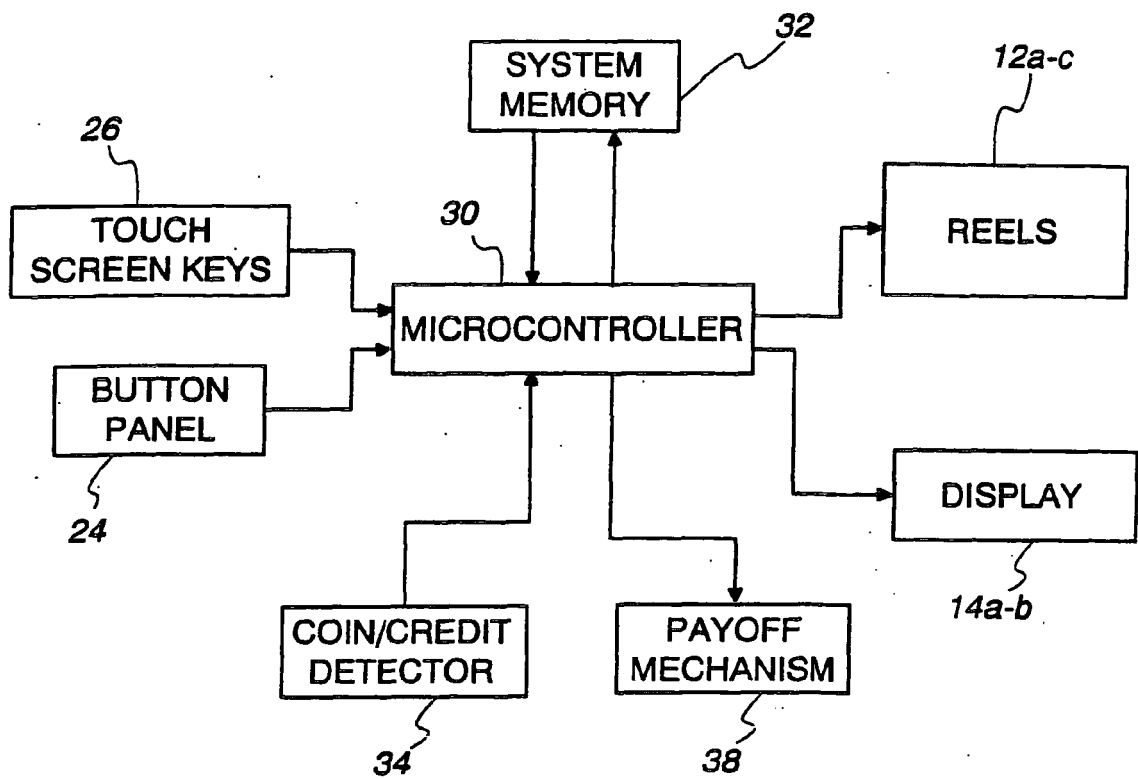 32
SYSTEM
MEMORY
12a-c
26
TOUCH
SCREEN KEYS
30
REELS
MICROCONTROLLER
BUTTON
PANEL
24
DISPLAY
14a-b
COIN/CREDIT
DETECTOR
34
PAYOFF
MECHANISM
38